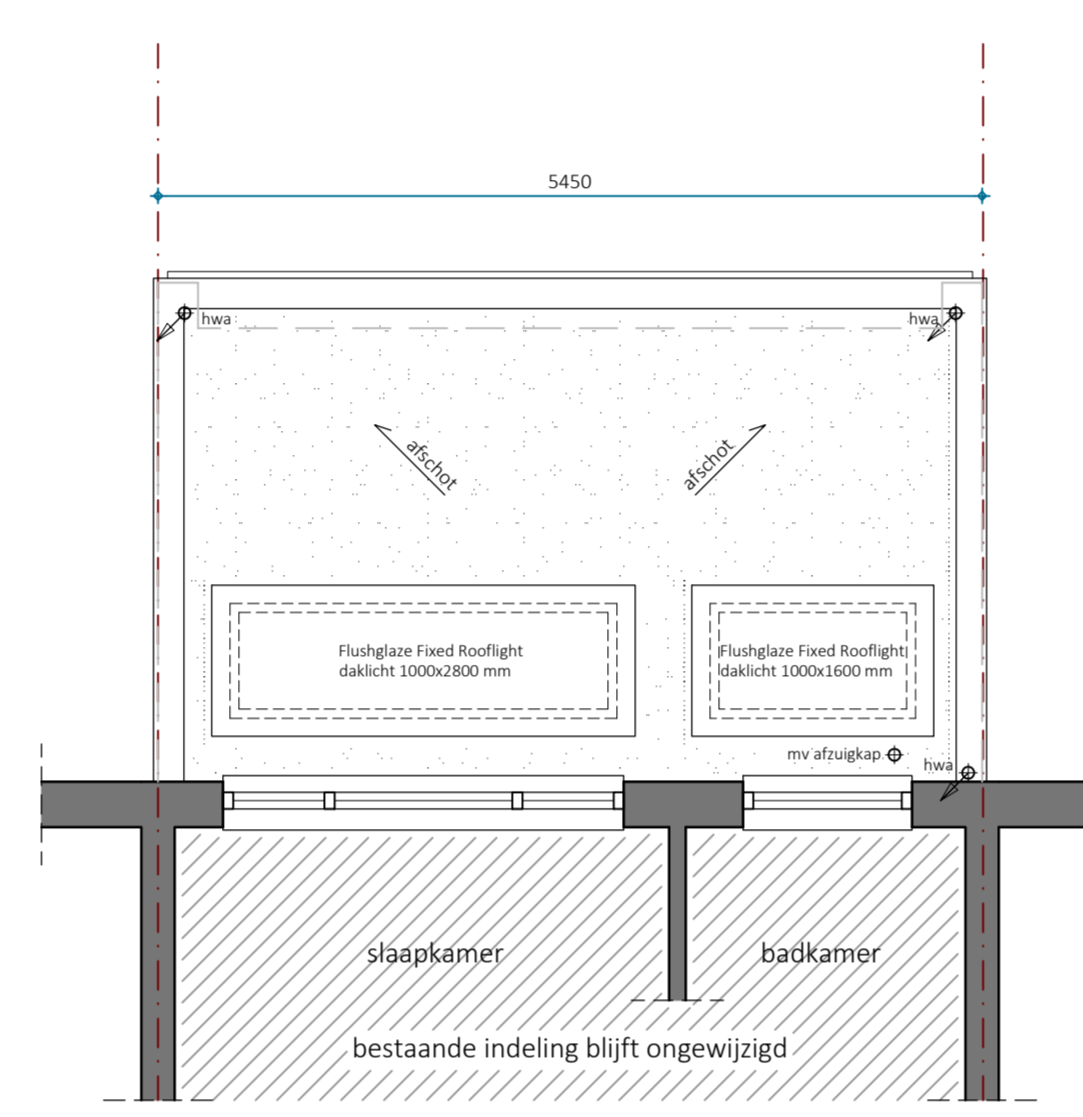 5450
hwa
hwa
afschot
afschot
Flushglaze Fixed Rooflight
daklicht 1000x2800 mm
Flushglaze Fixed Rooflight
daklicht 1000x1600 mm
mv afzuigkap
hwa
slaapkamer
badkamer
bestaande indeling blijft ongewijzigd